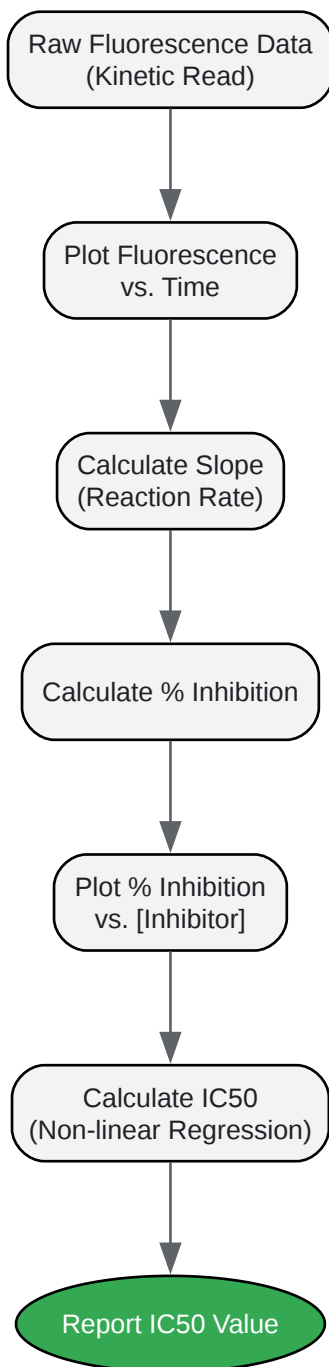 Raw Fluorescence Data
(Kinetic Read)
Plot Fluorescence
vs. Time
Calculate Slope
(Reaction Rate)
Calculate % Inhibition
Plot % Inhibition
vs. [Inhibitor]
Calculate IC50
(Non-linear Regression)
Report IC50 Value